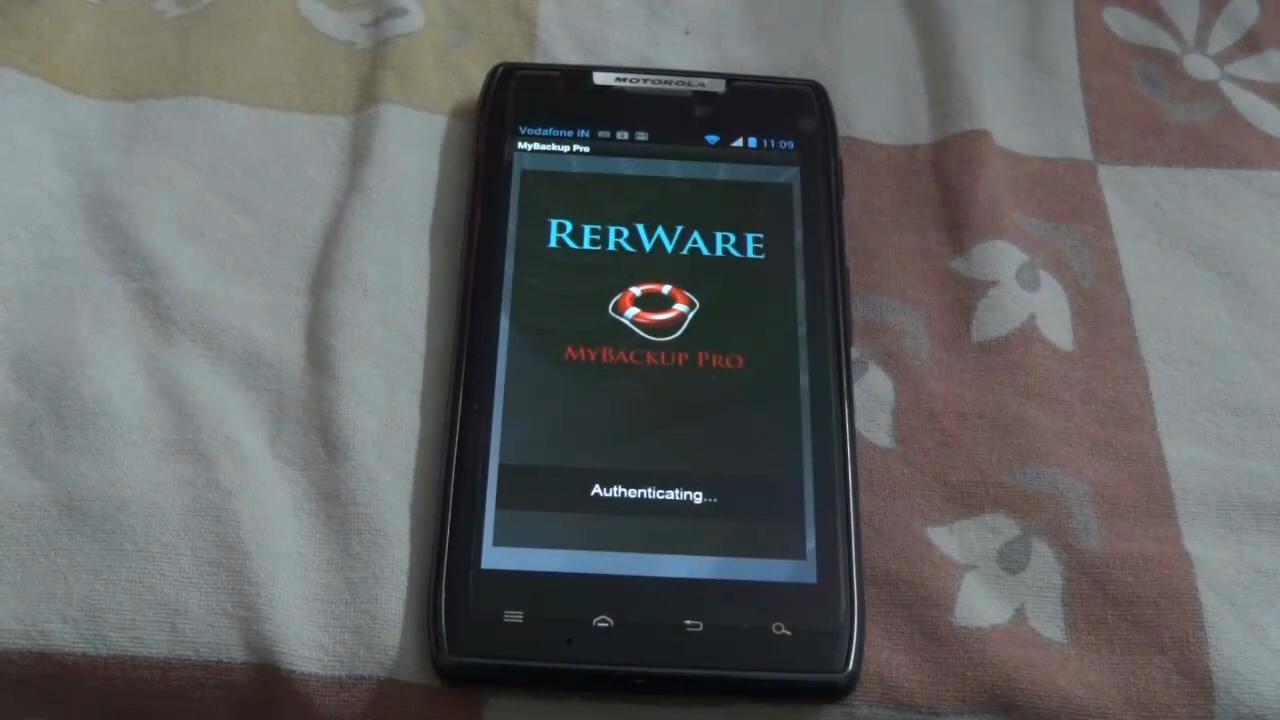 MOTOROLA
Vodafone IN 11:09
MyBackup Pro
RERWARE
MYBACKUP PRO
Authenticating...